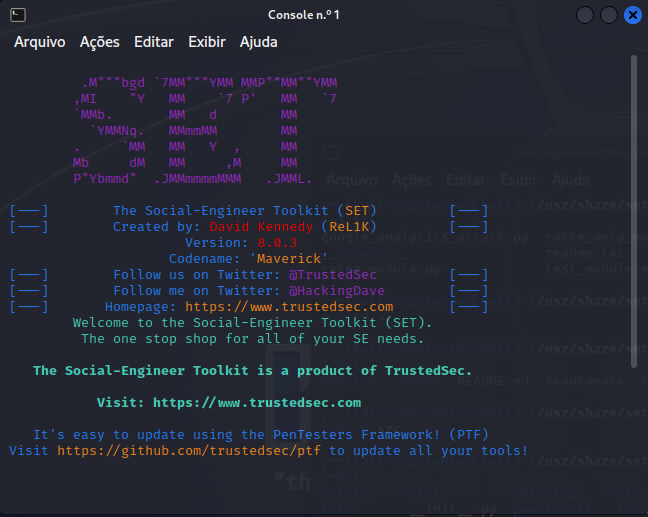 Console n.º 1
Arquivo Ações Editar Exibir Ajuda
.M"""bgd `7MM"""YMM MMP""MM""YMM
,MI "Y MM `7 P' MM `7
`MMb. MM d MM
`YMMNq. MMmmMM MM
. `MM MM Y , MM
Mb dM MM ,M MM
P"Ybmmd" .JMMmmmmMMM .JMML.
[---] The Social-Engineer Toolkit (SET) [---]
[---] Created by: David Kennedy (ReL1K) [---]
Version: 8.0.3
Codename: 'Maverick'
[---] Follow us on Twitter: @TrustedSec [---]
[---] Follow me on Twitter: @HackingDave [---]
[---] Homepage: https://www.trustedsec.com [---]
Welcome to the Social-Engineer Toolkit (SET).
The one stop shop for all of your SE needs.
The Social-Engineer Toolkit is a product of TrustedSec.
Visit: https://www.trustedsec.com
It's easy to update using the PenTesters Framework! (PTF)
Visit https://github.com/trustedsec/ptf to update all your tools!